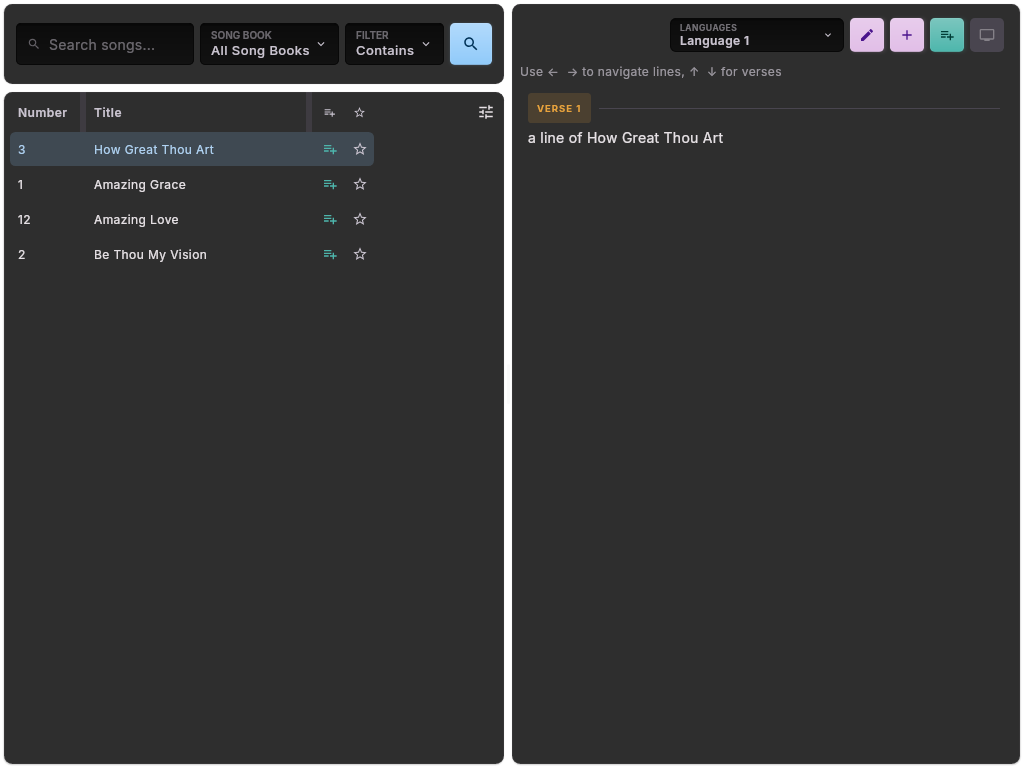 Search songs...
SONG BOOK
All Song Books
FILTER
Contains
Number Title
3 How Great Thou Art
1 Amazing Grace
12 Amazing Love
2 Be Thou My Vision
LANGUAGES
Language 1
Use ← → to navigate lines, ↑ ↓ for verses
VERSE 1
a line of How Great Thou Art